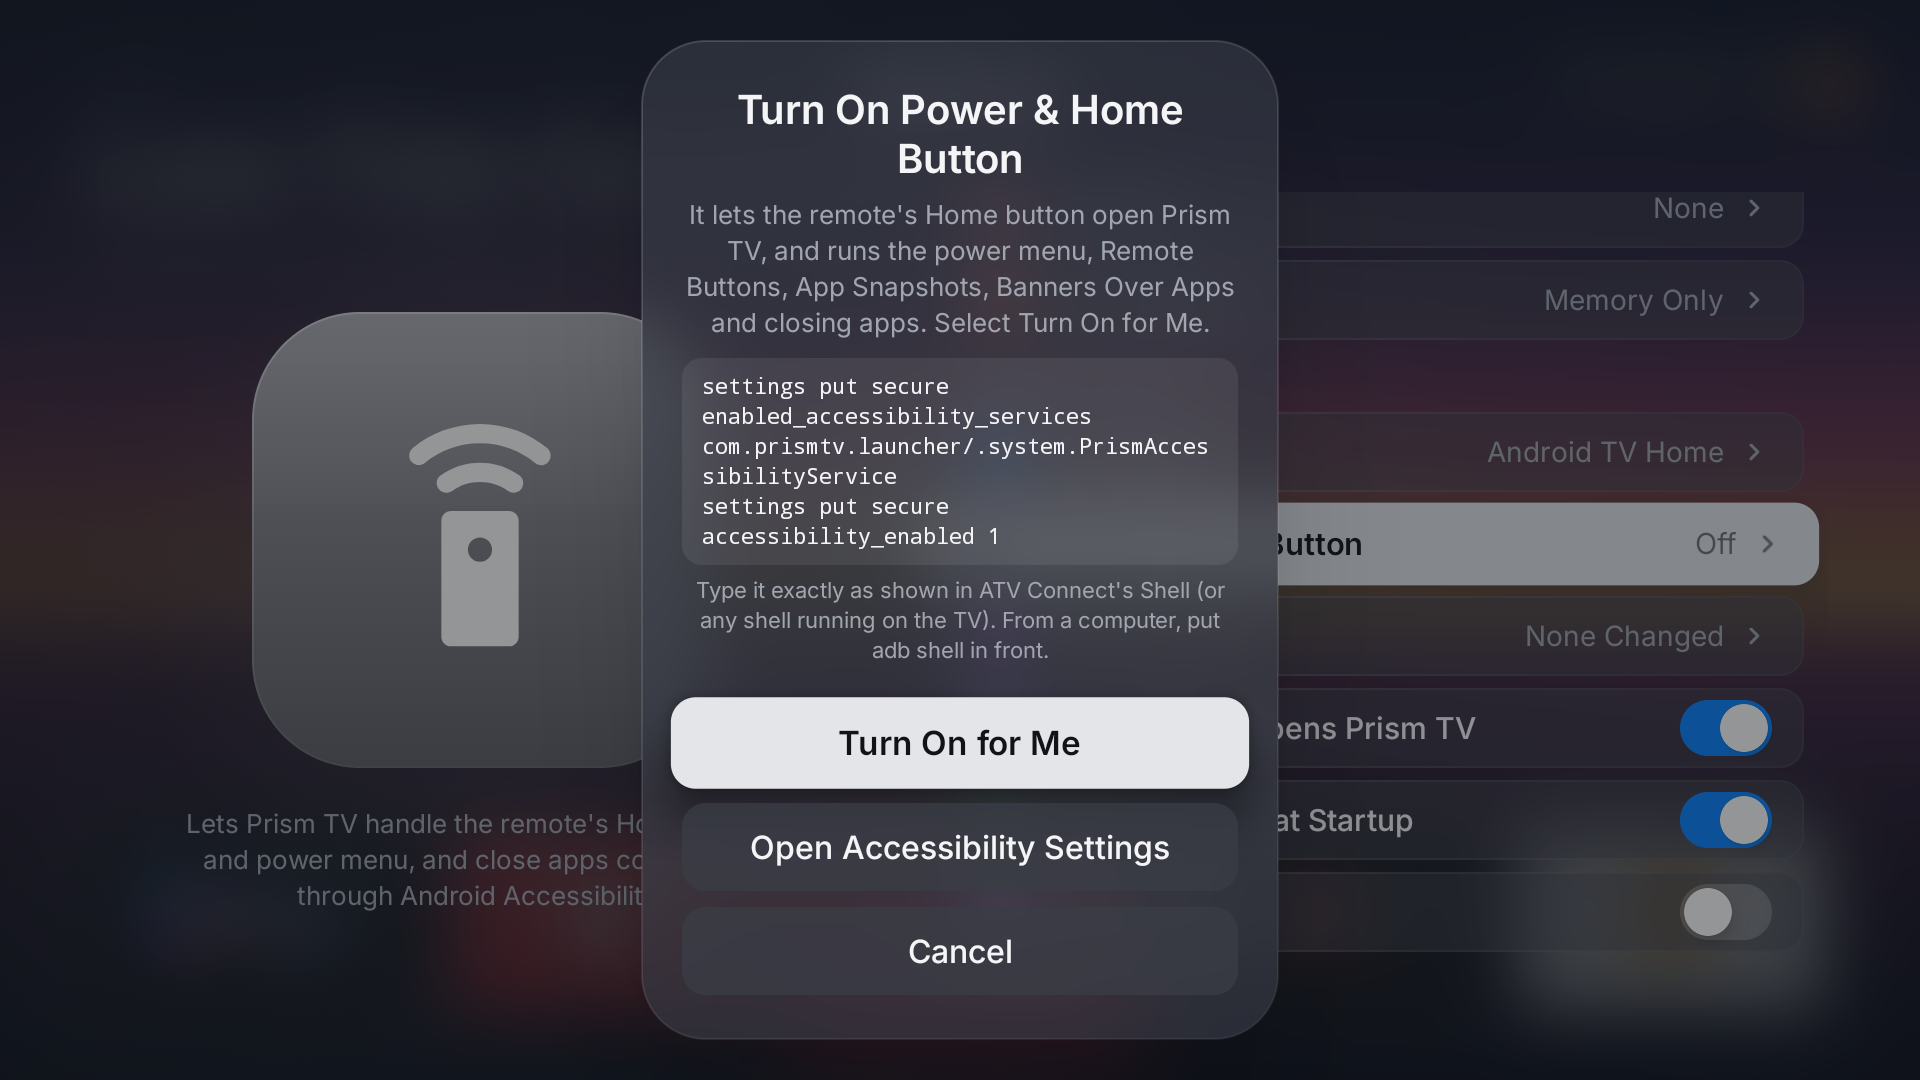 Turn On Power & Home
Button
It lets the remote's Home button open Prism
TV, and runs the power menu, Remote
Buttons, App Snapshots, Banners Over Apps
and closing apps. Select Turn On for Me.
settings put secure
enabled_accessibility_services
com.prismtv.launcher/.system.PrismAcces
sibilityService
settings put secure
accessibility_enabled 1
Type it exactly as shown in ATV Connect's Shell (or
any shell running on the TV). From a computer, put
adb shell in front.
Turn On for Me
Open Accessibility Settings
Cancel
Lets Prism TV handle the remote's
and power menu, and close apps
through Android
None
Memory Only
Android TV Home
Button
Off
None Changed
Prism TV
at Startup